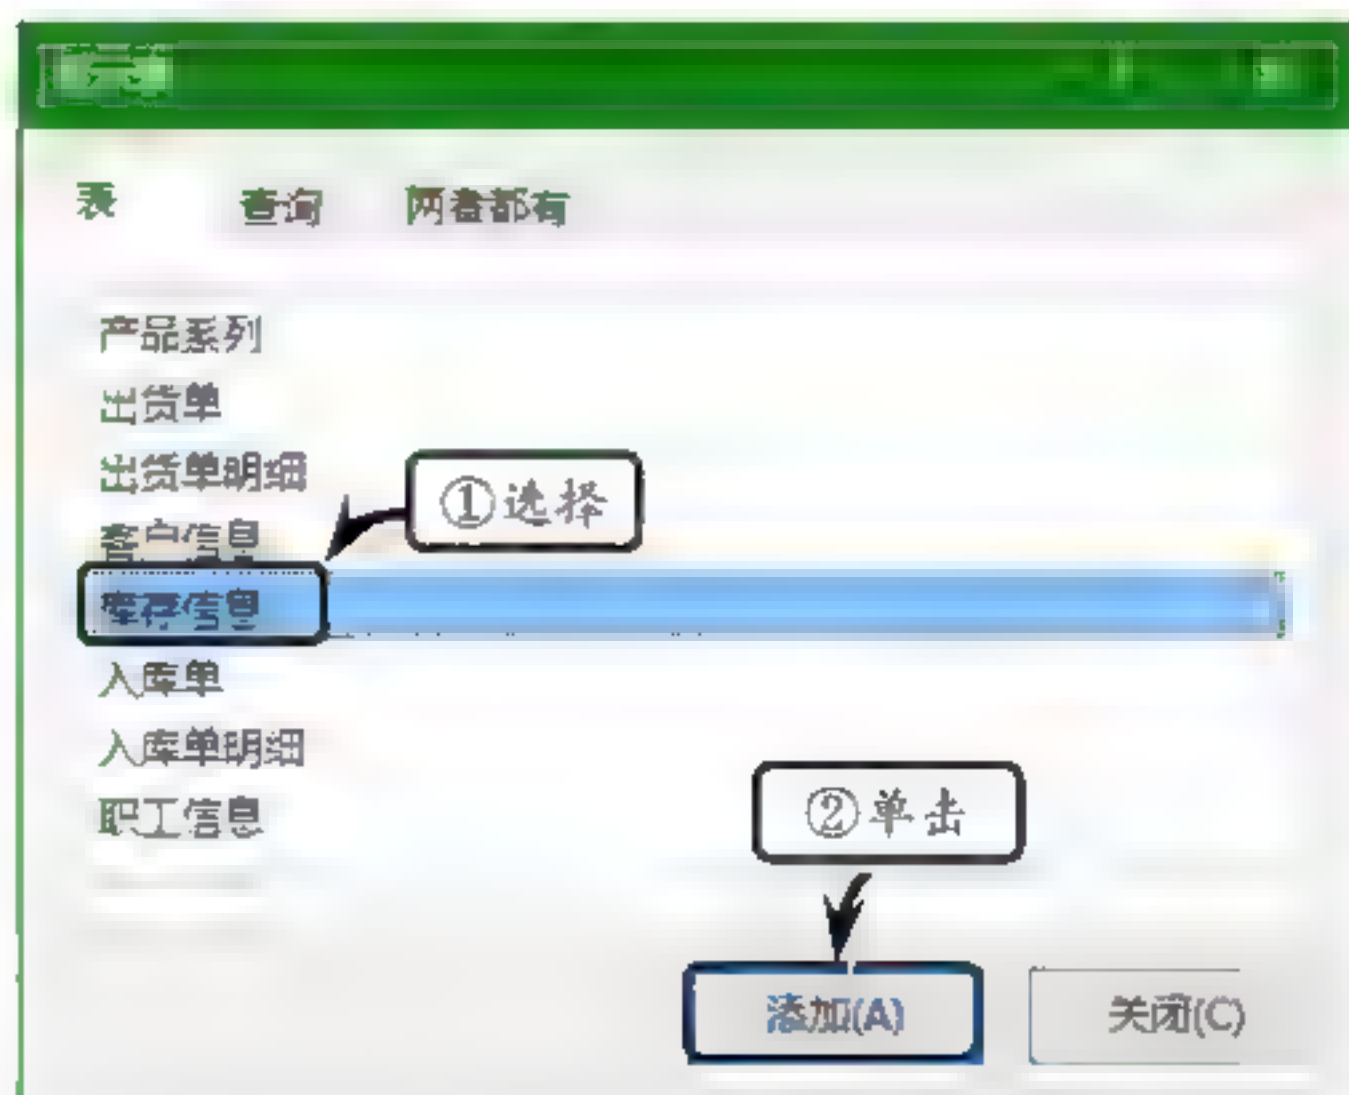 表 查询 两者都有
产品系列
出货单
出货单明细
①选择
客户信息
库存信息
入库单
入库单明细
职工信息
②单击
添加(A) 关闭(C)